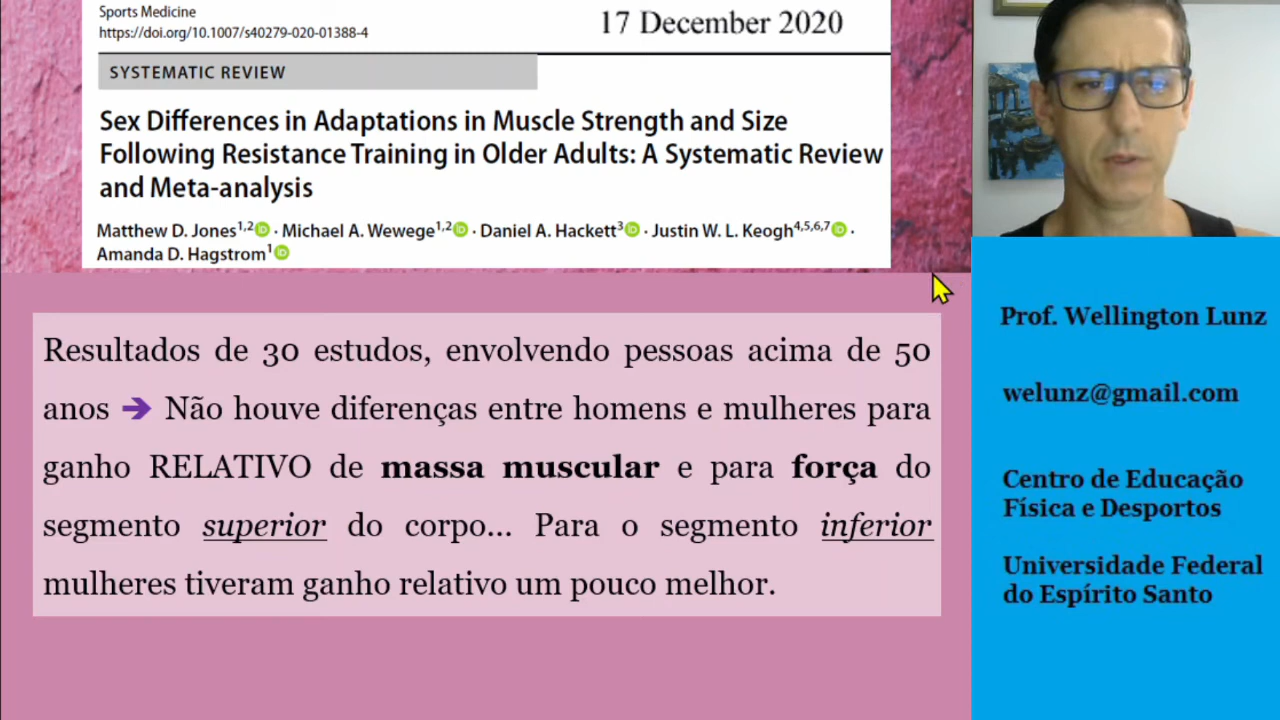 Sports Medicine
https://doi.org/10.1007/s40279-020-01388-4
17 December 2020
SYSTEMATIC REVIEW
Sex Differences in Adaptations in Muscle Strength and Size
Following Resistance Training in Older Adults: A Systematic Review
and Meta-analysis
Matthew D. Jones1,2 · Michael A. Wewege1,2 · Daniel A. Hackett3 · Justin W. L. Keogh4,5,6,7 ·
Amanda D. Hagstrom1
Resultados de 30 estudos, envolvendo pessoas acima de 50
anos ➔ Não houve diferenças entre homens e mulheres para
ganho RELATIVO de massa muscular e para força do
segmento superior do corpo... Para o segmento inferior
mulheres tiveram ganho relativo um pouco melhor.
Prof. Wellington Lunz
welunz@gmail.com
Centro de Educação
Física e Desportos
Universidade Federal
do Espírito Santo